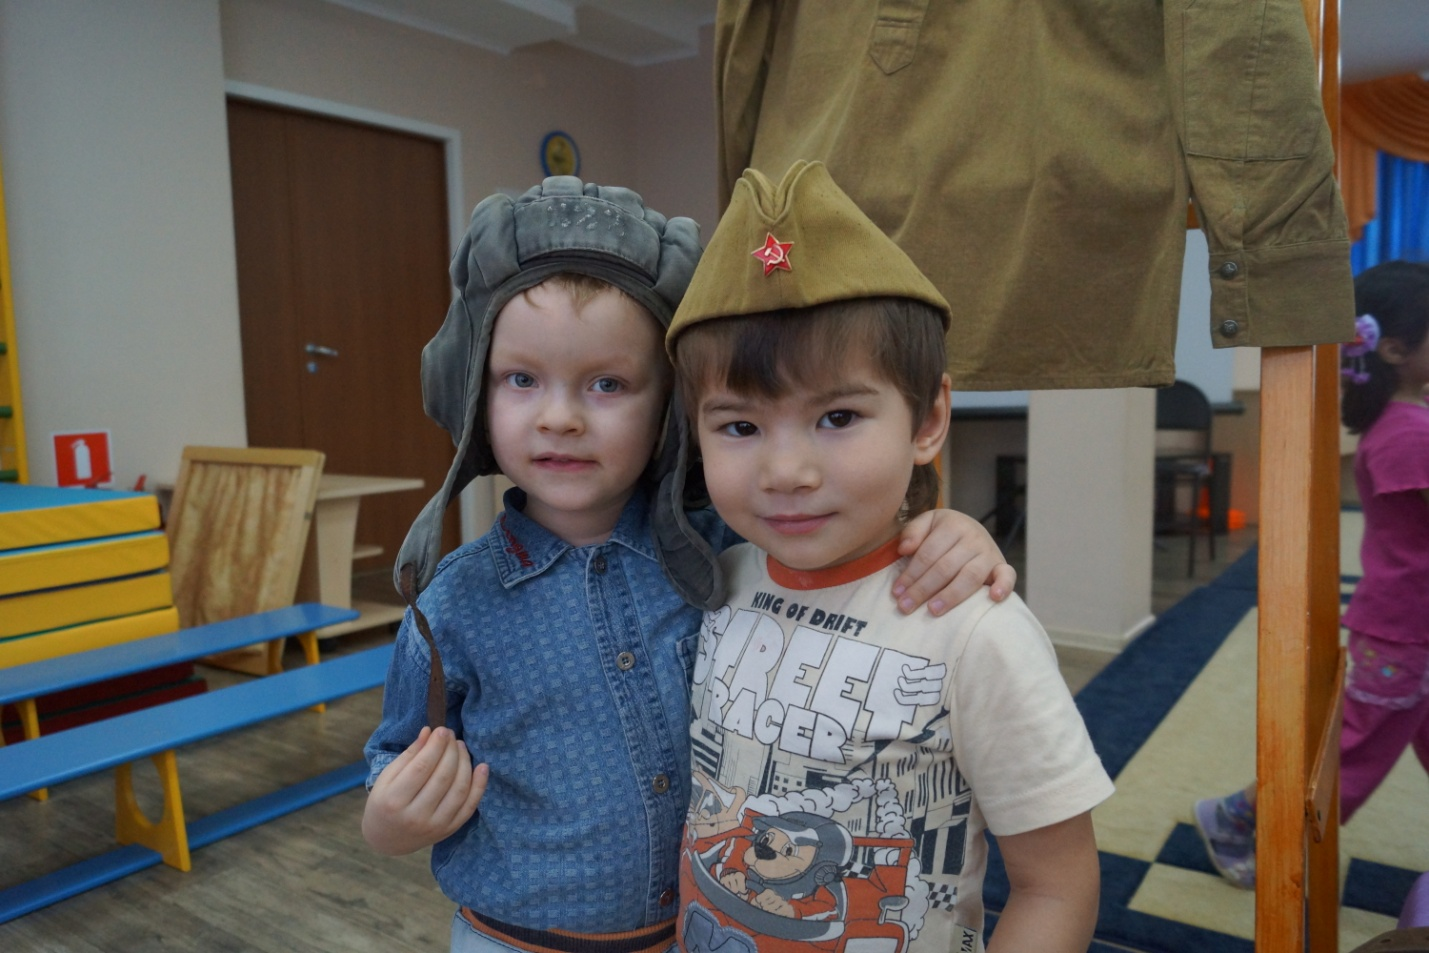 KING OF DRIFT
STREET
RACER